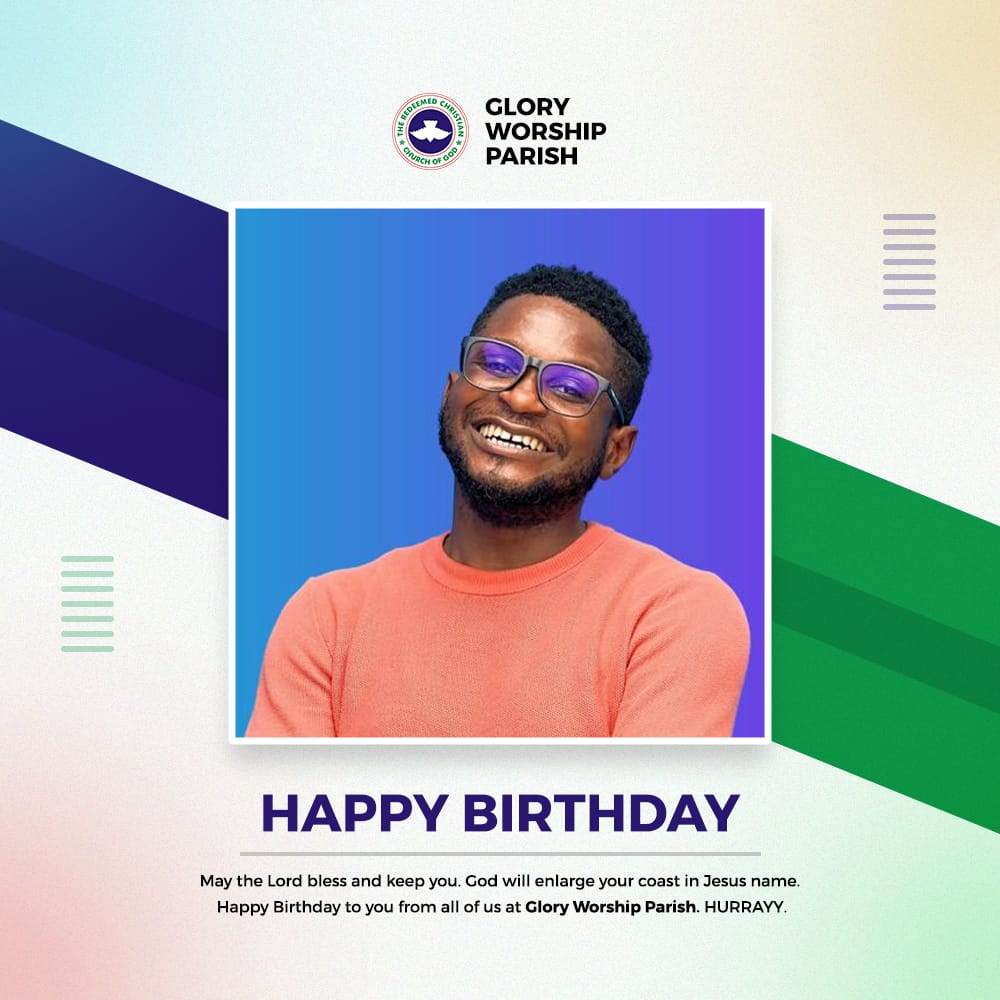 THE REDEEMED CHRISTIAN
CHURCH OF GOD
GLORY
WORSHIP
PARISH
HAPPY BIRTHDAY
May the Lord bless and keep you. God will enlarge your coast in Jesus name.
Happy Birthday to you from all of us at Glory Worship Parish. HURRAYY.